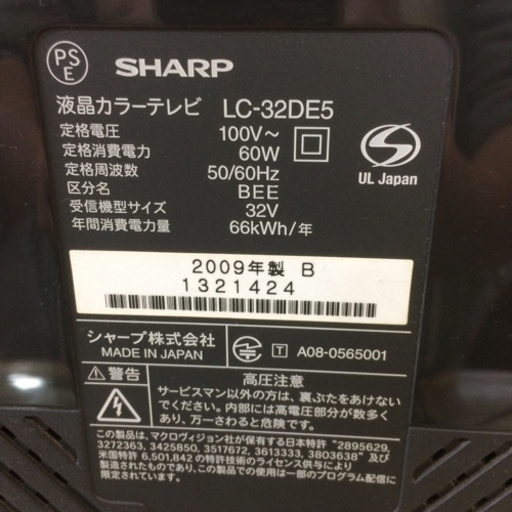 PS
E
SHARP
液晶カラーテレビ LC-32DE5
定格電圧 100V～
定格消費電力 60W
定格周波数 50/60Hz
区分名 BEE
受信機型サイズ 32V
年間消費電力量 66kWh/年
UL Japan
2009年製 B
1321424
シャープ株式会社
MADE IN JAPAN
T A08-0565001
警告 高圧注意
サービスマン以外の方は、裏ぶたをあけない
でください。内部には高電圧部分が数多く
あり、万一さわると危険です。
この製品は、マクロヴィジョン社が保有する日本特許 "2895629,
3272363, 3425850, 3517672, 3613333, 3803638" 及び
米国特許 6,501,842 の特許技術のライセンス供与により
製造されたものであり、この製品での使用は一部のプログラム配信に
限定されています。